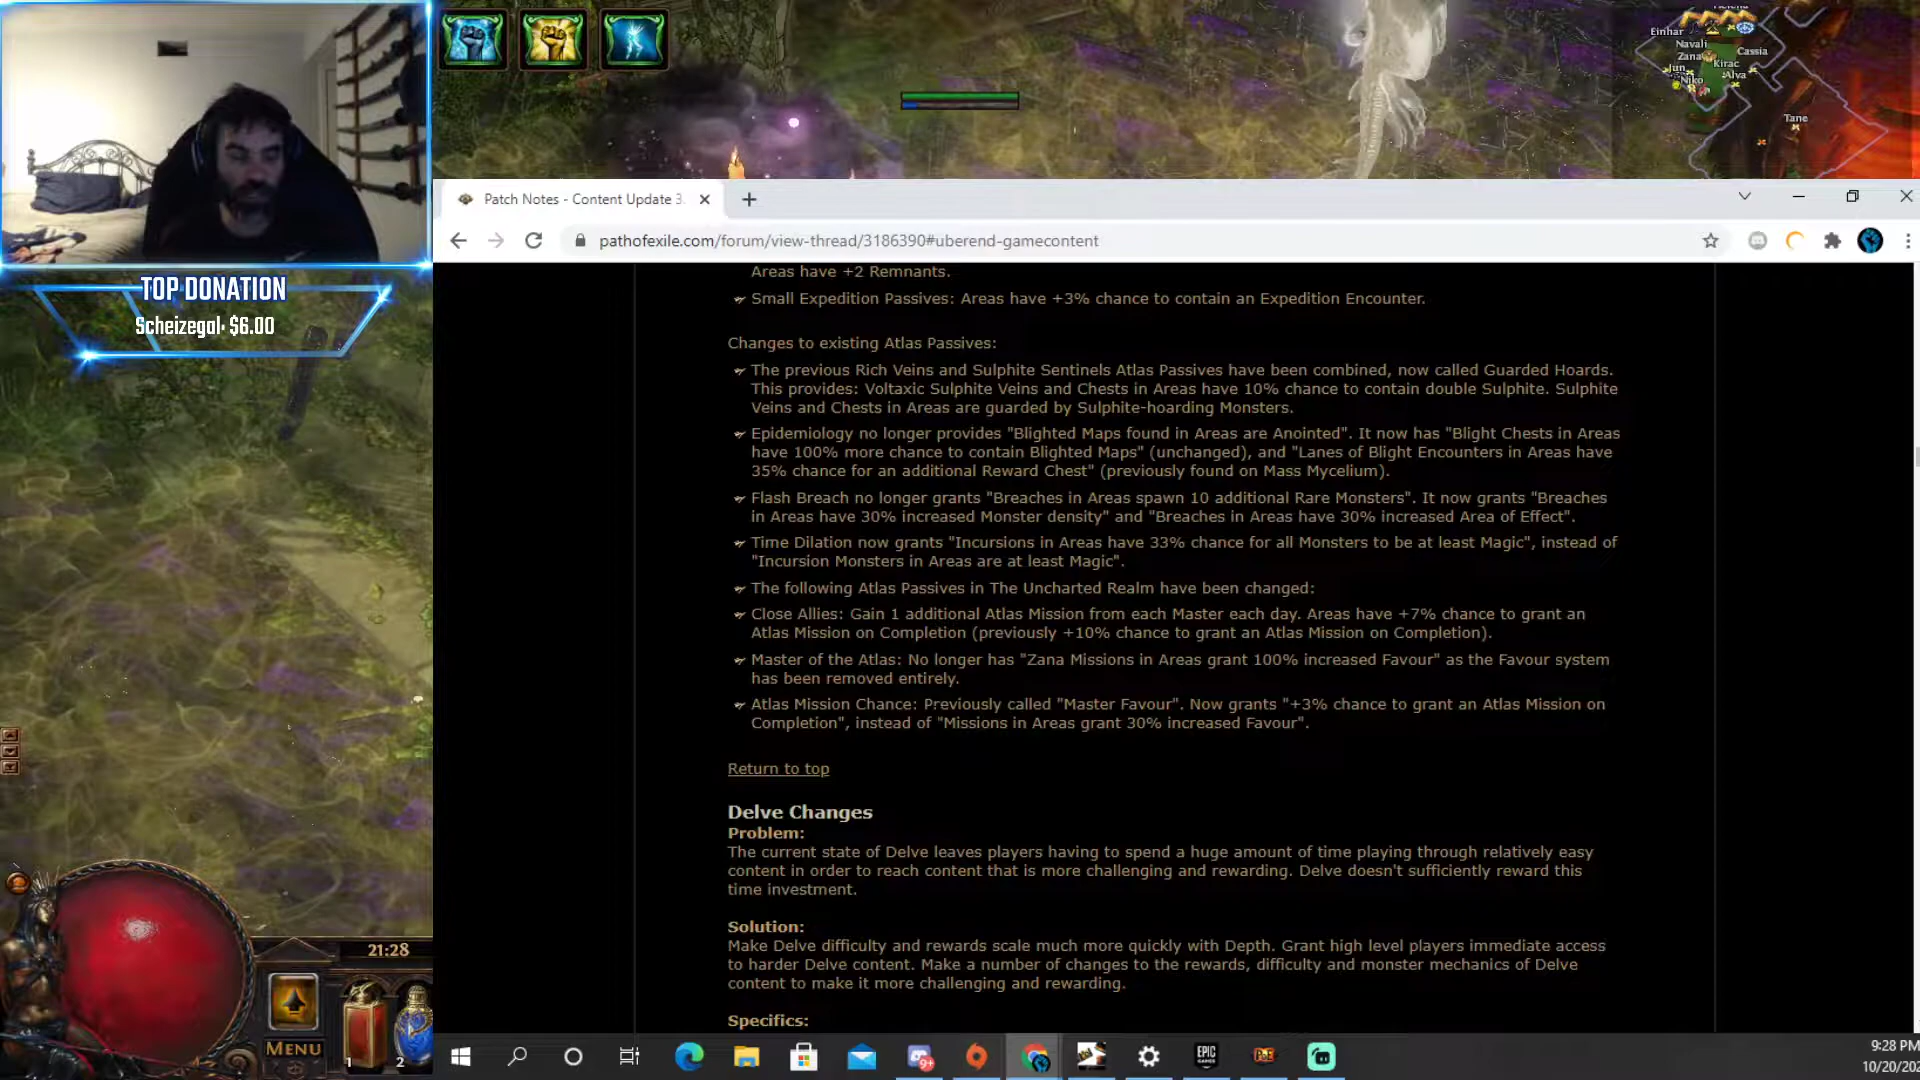 Einhar
Navali
Zana
Cassia
Kirac
Jun
Alva
Niko
Tane
Patch Notes - Content Update 3.
pathofexile.com/forum/view-thread/3186390#uberend-gamecontent
TOP DONATION
Scheizegal: $6.00
Areas have +2 Remnants.
Small Expedition Passives: Areas have +3% chance to contain an Expedition Encounter.
Changes to existing Atlas Passives:
The previous Rich Veins and Sulphite Sentinels Atlas Passives have been combined, now called Guarded Hoards.
This provides: Voltaxic Sulphite Veins and Chests in Areas have 10% chance to contain double Sulphite. Sulphite
Veins and Chests in Areas are guarded by Sulphite-hoarding Monsters.
Epidemiology no longer provides "Blighted Maps found in Areas are Anointed". It now has "Blight Chests in Areas
have 100% more chance to contain Blighted Maps" (unchanged), and "Lanes of Blight Encounters in Areas have
35% chance for an additional Reward Chest" (previously found on Mass Mycelium).
Flash Breach no longer grants "Breaches in Areas spawn 10 additional Rare Monsters". It now grants "Breaches
in Areas have 30% increased Monster density" and "Breaches in Areas have 30% increased Area of Effect".
Time Dilation now grants "Incursions in Areas have 33% chance for all Monsters to be at least Magic", instead of
"Incursion Monsters in Areas are at least Magic".
The following Atlas Passives in The Uncharted Realm have been changed:
Close Allies: Gain 1 additional Atlas Mission from each Master each day. Areas have +7% chance to grant an
Atlas Mission on Completion (previously +10% chance to grant an Atlas Mission on Completion).
Master of the Atlas: No longer has "Zana Missions in Areas grant 100% increased Favour" as the Favour system
has been removed entirely.
Atlas Mission Chance: Previously called "Master Favour". Now grants "+3% chance to grant an Atlas Mission on
Completion", instead of "Missions in Areas grant 30% increased Favour".
Return to top
Delve Changes
Problem:
The current state of Delve leaves players having to spend a huge amount of time playing through relatively easy
content in order to reach content that is more challenging and rewarding. Delve doesn't sufficiently reward this
time investment.
Solution:
Make Delve difficulty and rewards scale much more quickly with Depth. Grant high level players immediate access
to harder Delve content. Make a number of changes to the rewards, difficulty and monster mechanics of Delve
content to make it more challenging and rewarding.
Specifics:
21:28
MENU
1
2
9+
EPIC
GAMES
PoE
9:28 PM
10/20/202